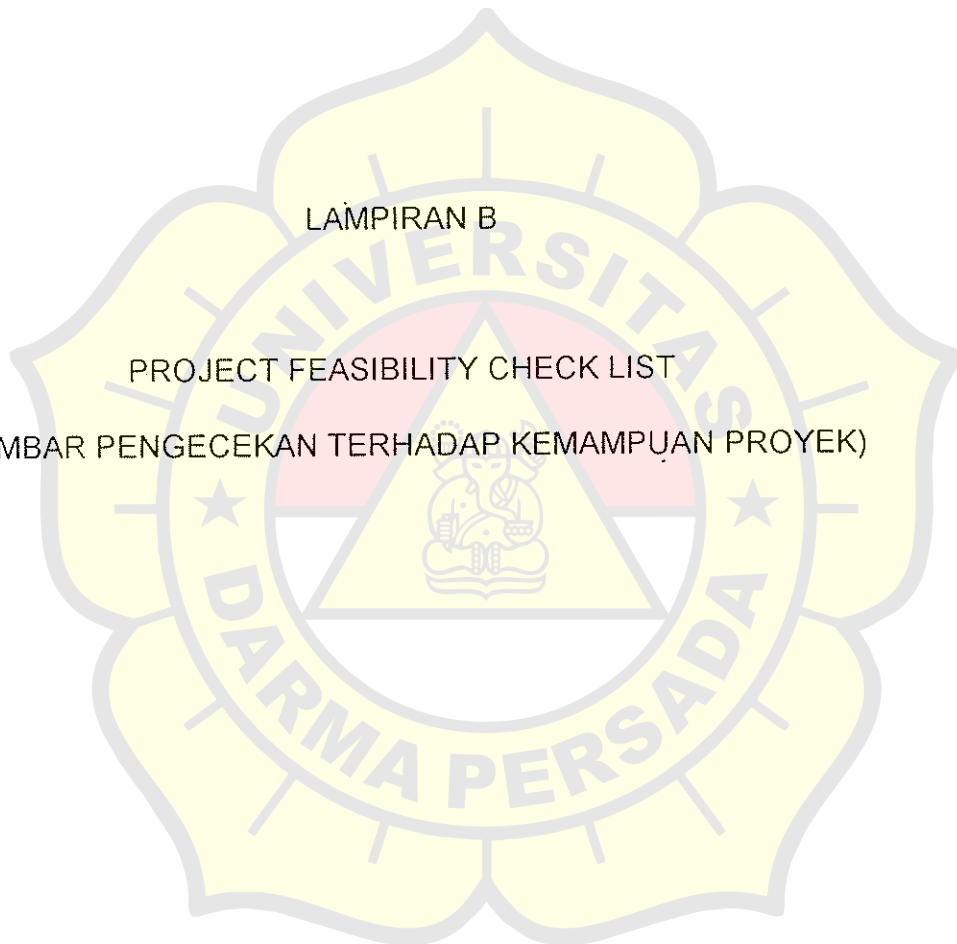 LAMPIRAN B
PROJECT FEASIBILITY CHECK LIST
MBAR PENGECEKAN TERHADAP KEMAMPUAN PROYEK)
UNIVERSITAS
DARMA PERSADA